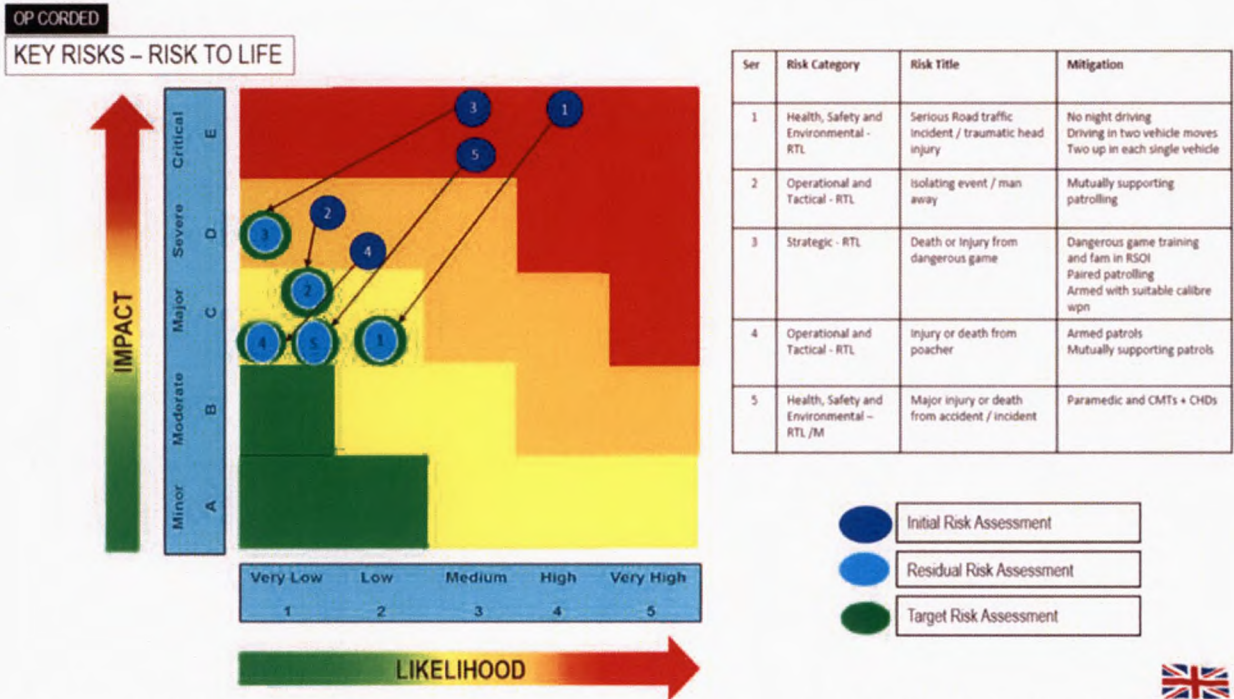 OP CORDED
KEY RISKS – RISK TO LIFE
IMPACT
Critical E
Severe D
Major C
Moderate B
Minor A
3
1
5
2
3
4
2
4
5
1
Very Low Low Medium High Very High
1 2 3 4 5
LIKELIHOOD
Ser Risk Category Risk Title Mitigation
1 Health, Safety and Serious Road traffic No night driving
Environmental - Incident / traumatic head Driving in two vehicle moves
RTL injury Two up in each single vehicle
2 Operational and Isolating event / man Mutually supporting
Tactical - RTL away patrolling
3 Strategic - RTL Death or Injury from Dangerous game training
dangerous game and fam in RSOI
Paired patrolling
Armed with suitable calibre
wpn
4 Operational and Injury or death from Armed patrols
Tactical - RTL poacher Mutually supporting patrols
5 Health, Safety and Major injury or death Paramedic and CMTs + CHDs
Environmental – from accident / incident
RTL /M
Initial Risk Assessment
Residual Risk Assessment
Target Risk Assessment